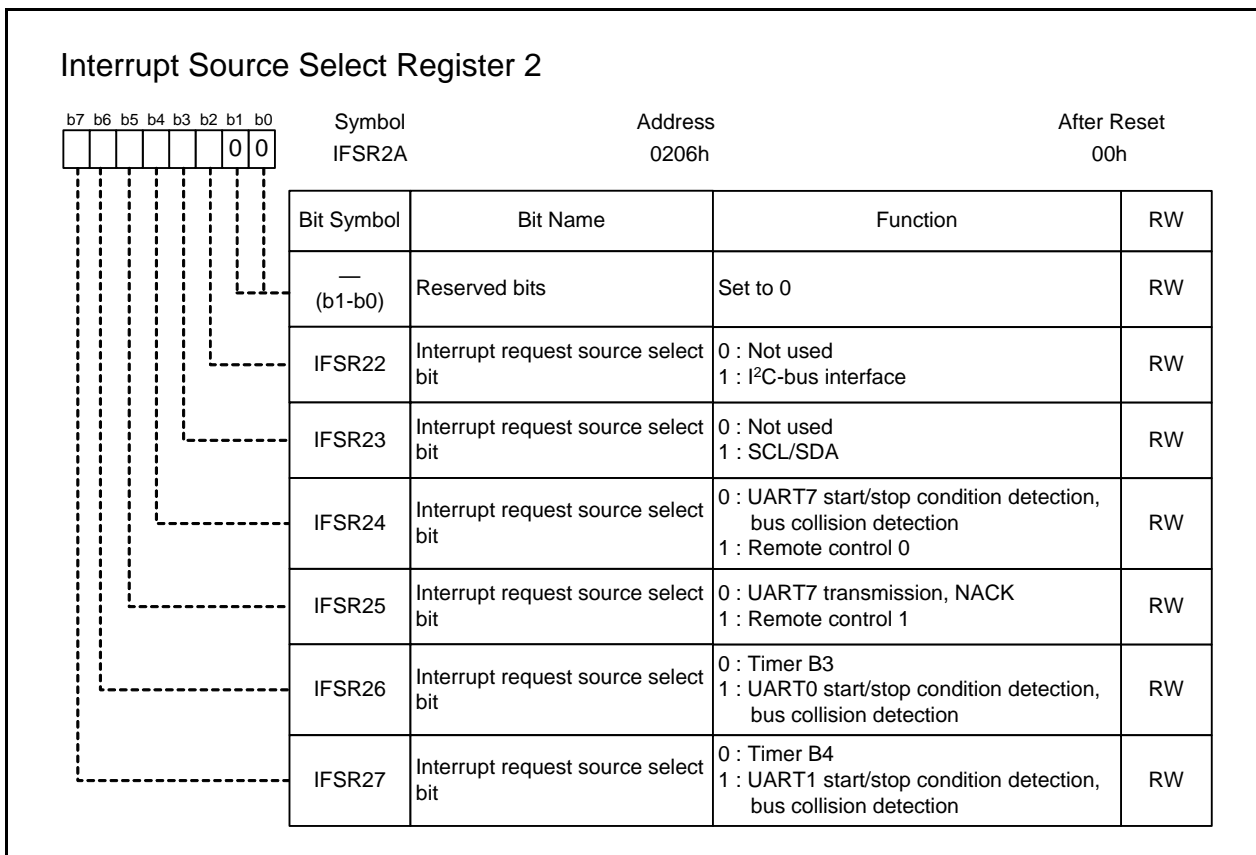 Interrupt Source Select Register 2
b7 b6 b5 b4 b3 b2 b1 b0
0 0
Symbol Address After Reset
IFSR2A 0206h 00h
Bit Symbol Bit Name Function RW
—
(b1-b0)
Reserved bits
Set to 0
RW
IFSR22
Interrupt request source select
bit
0 : Not used
1 : I²C-bus interface
RW
IFSR23
Interrupt request source select
bit
0 : Not used
1 : SCL/SDA
RW
IFSR24
Interrupt request source select
bit
0 : UART7 start/stop condition detection,
bus collision detection
1 : Remote control 0
RW
IFSR25
Interrupt request source select
bit
0 : UART7 transmission, NACK
1 : Remote control 1
RW
IFSR26
Interrupt request source select
bit
0 : Timer B3
1 : UART0 start/stop condition detection,
bus collision detection
RW
IFSR27
Interrupt request source select
bit
0 : Timer B4
1 : UART1 start/stop condition detection,
bus collision detection
RW